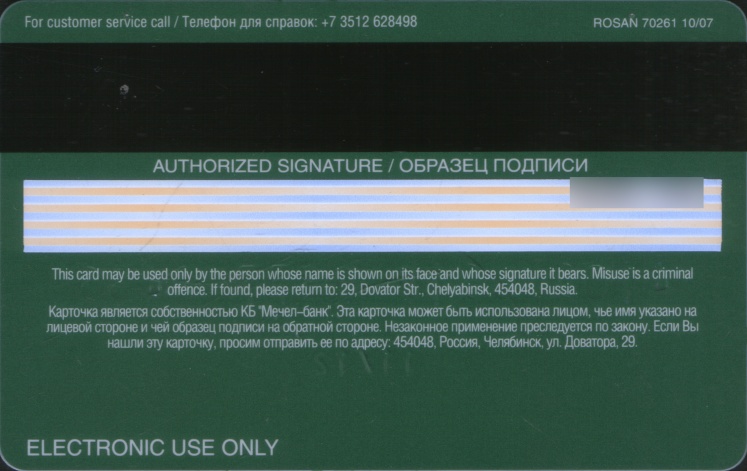 For customer service call / Телефон для справок: +7 3512 628498
ROSAN 70261 10/07
AUTHORIZED SIGNATURE / ОБРАЗЕЦ ПОДПИСИ
This card may be used only by the person whose name is shown on its face and whose signature it bears. Misuse is a criminal
offence. If found, please return to: 29, Dovator Str., Chelyabinsk, 454048, Russia.
Карточка является собственностью КБ "Мечел–банк". Эта карточка может быть использована лицом, чье имя указано на
лицевой стороне и чей образец подписи на обратной стороне. Незаконное применение преследуется по закону. Если Вы
нашли эту карточку, просим отправить ее по адресу: 454048, Россия, Челябинск, ул. Доватора, 29.
ELECTRONIC USE ONLY